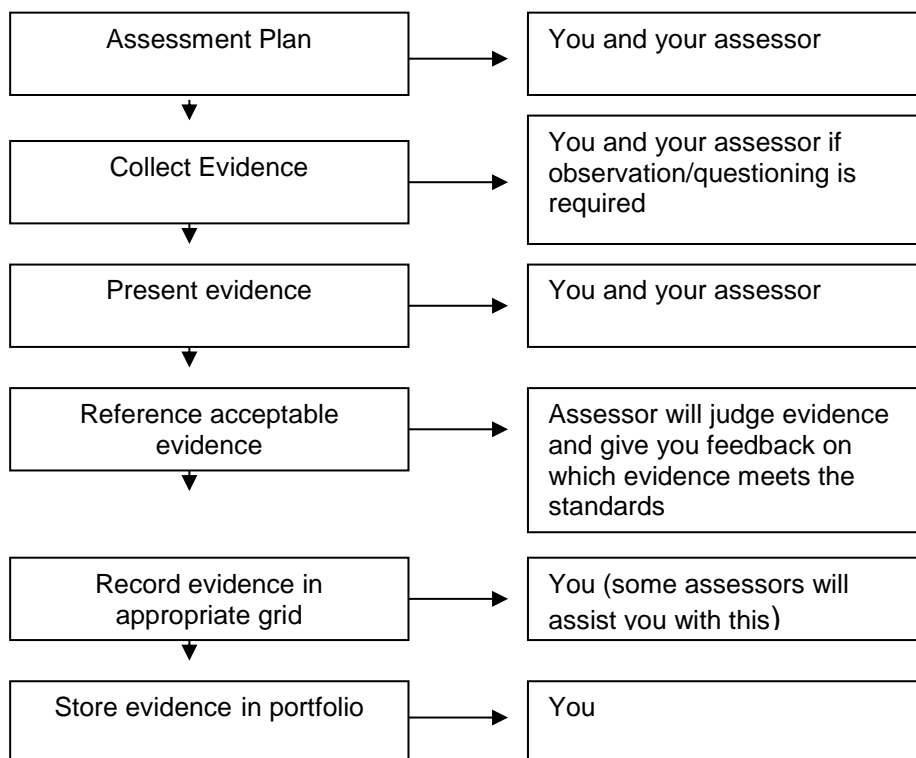 Assessment Plan
You and your assessor
Collect Evidence
You and your assessor if
observation/questioning is
required
Present evidence
You and your assessor
Reference acceptable
evidence
Assessor will judge evidence
and give you feedback on
which evidence meets the
standards
Record evidence in
appropriate grid
You (some assessors will
assist you with this)
Store evidence in portfolio
You